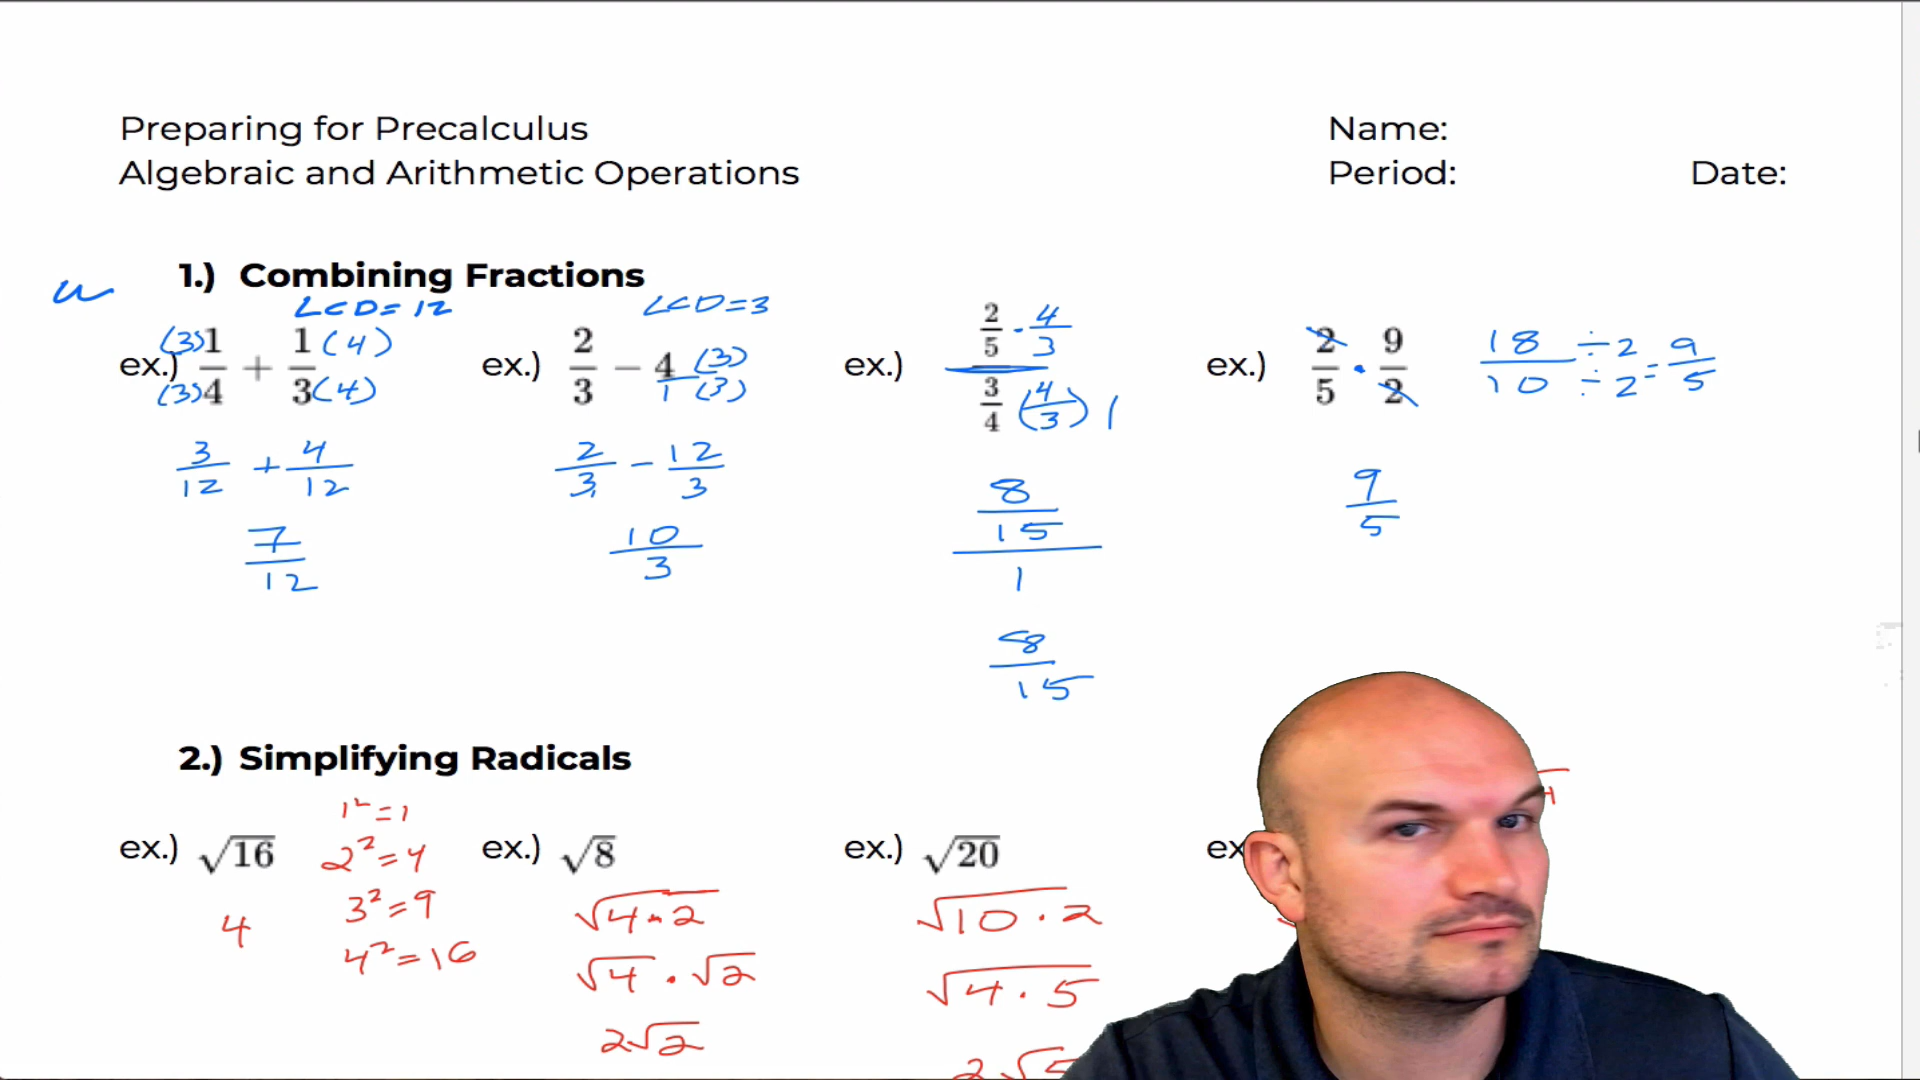 Preparing for Precalculus
Name:
Algebraic and Arithmetic Operations
Period:
Date:
1.) Combining Fractions
LCD=12
LCD=3
ex.) (3)1/(3)4 + 1(4)/3(4)
3/12 + 4/12
7/12
ex.) 2/3 − 4(3)/1(3)
2/3 − 12/3
10/3
ex.) 2/5 · 4/3
3/4 (4/3) 1
8/15
1
8/15
ex.) 2/5 · 9/2
18/10 ÷2/÷2 = 9/5
9/5
2.) Simplifying Radicals
ex.) √16
1²=1
2²=4
3²=9
4²=16
4
ex.) √8
√4·2
√4 · √2
2√2
ex.) √20
√10 · 2
√4 · 5
2√5
ex